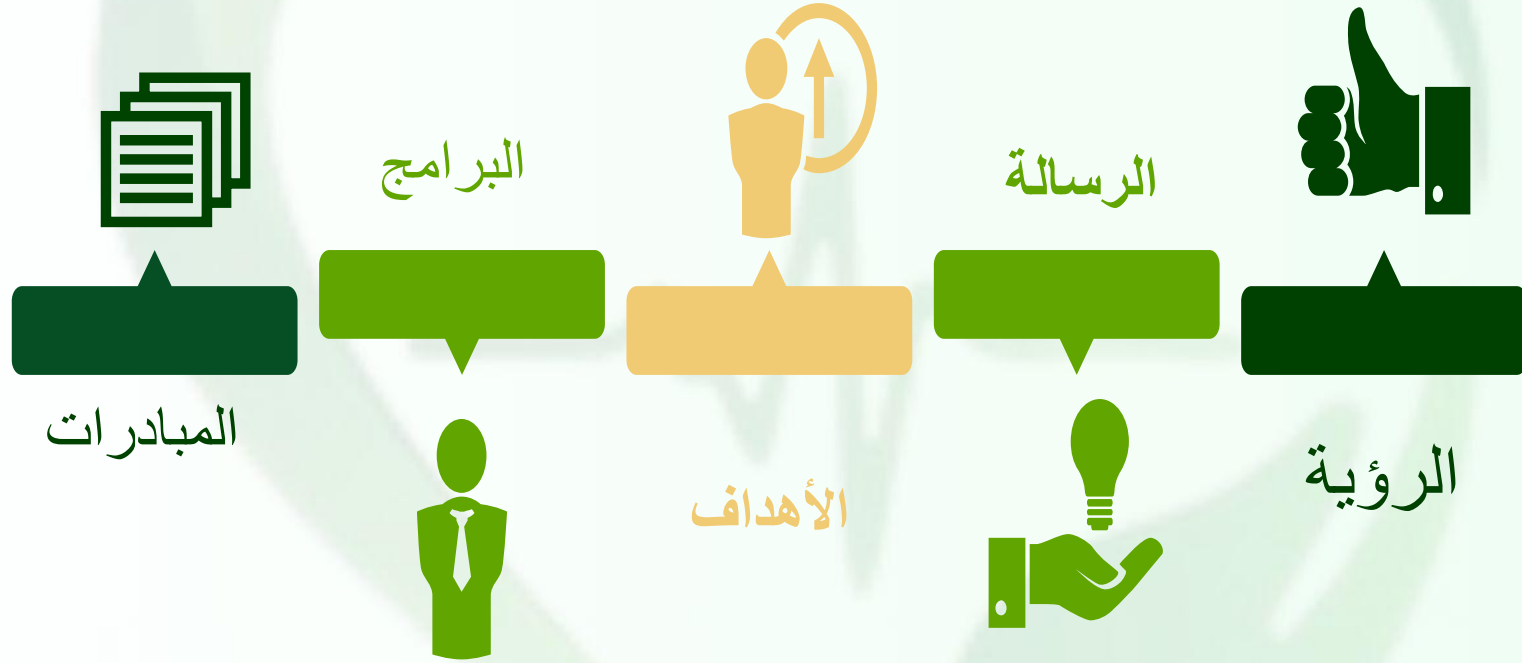 الرؤية
الرسالة
الأهداف
البرامج
المبادرات